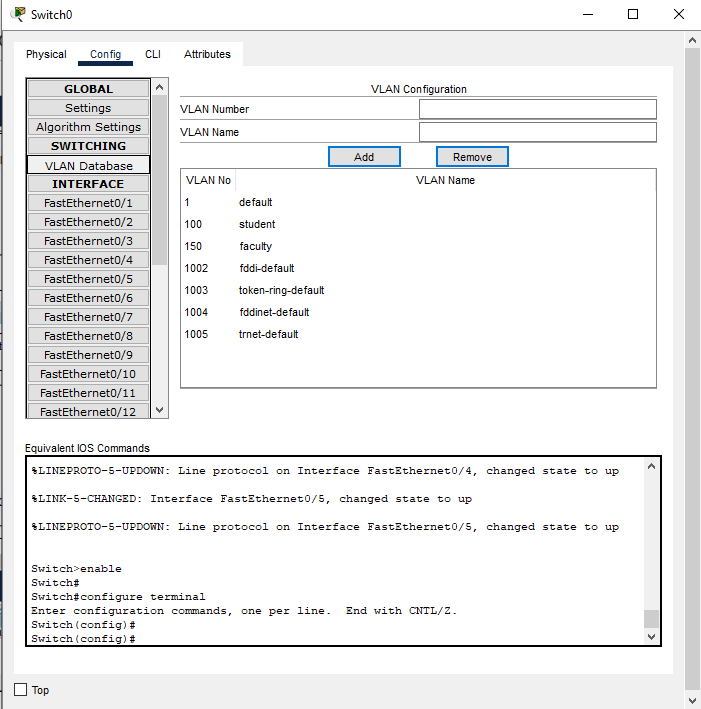 Switch0
Physical Config CLI Attributes
GLOBAL
Settings
Algorithm Settings
SWITCHING
VLAN Database
INTERFACE
FastEthernet0/1
FastEthernet0/2
FastEthernet0/3
FastEthernet0/4
FastEthernet0/5
FastEthernet0/6
FastEthernet0/7
FastEthernet0/8
FastEthernet0/9
FastEthernet0/10
FastEthernet0/11
FastEthernet0/12
VLAN Configuration
VLAN Number
VLAN Name
Add Remove
VLAN No VLAN Name
1 default
100 student
150 faculty
1002 fddi-default
1003 token-ring-default
1004 fddinet-default
1005 trnet-default
Equivalent IOS Commands
%LINEPROTO-5-UPDOWN: Line protocol on Interface FastEthernet0/4, changed state to up
%LINK-5-CHANGED: Interface FastEthernet0/5, changed state to up
%LINEPROTO-5-UPDOWN: Line protocol on Interface FastEthernet0/5, changed state to up
Switch>enable
Switch#
Switch#configure terminal
Enter configuration commands, one per line. End with CNTL/Z.
Switch(config)#
Switch(config)#
Top